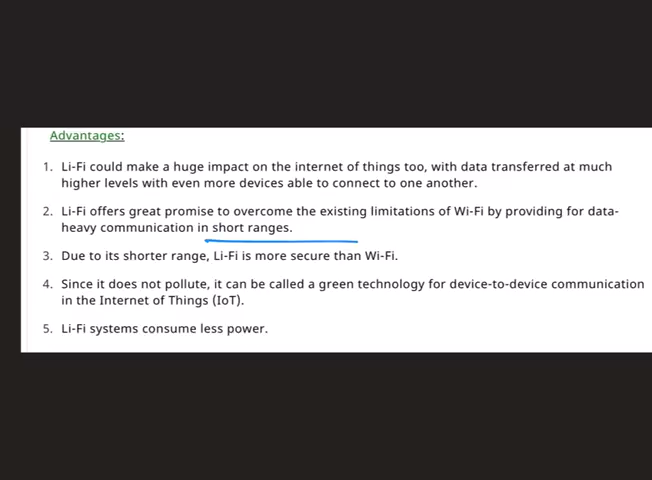 Advantages:
1. Li-Fi could make a huge impact on the internet of things too, with data transferred at much
higher levels with even more devices able to connect to one another.
2. Li-Fi offers great promise to overcome the existing limitations of Wi-Fi by providing for data-
heavy communication in short ranges.
3. Due to its shorter range, Li-Fi is more secure than Wi-Fi.
4. Since it does not pollute, it can be called a green technology for device-to-device communication
in the Internet of Things (IoT).
5. Li-Fi systems consume less power.